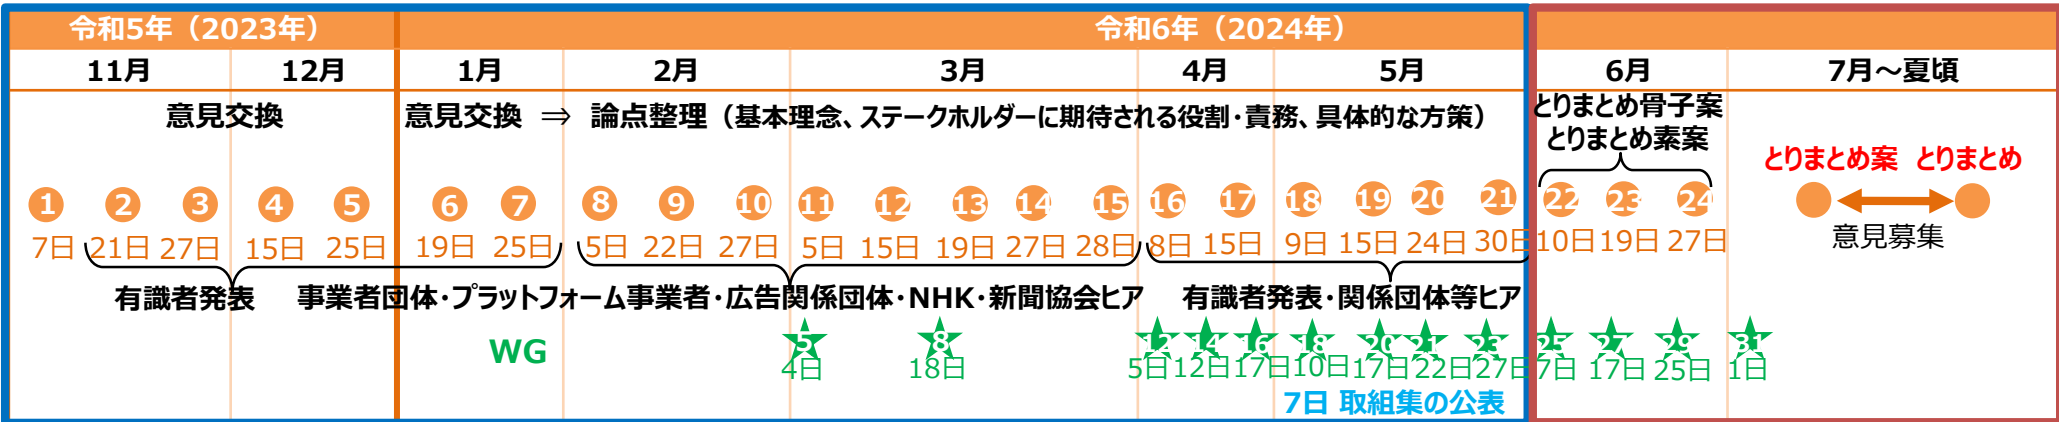 令和5年（2023年） 令和6年（2024年）
11月 12月 1月 2月 3月 4月 5月 6月 7月～夏頃
意見交換 意見交換 ⇒ 論点整理（基本理念、ステークホルダーに期待される役割・責務、具体的な方策） とりまとめ骨子案
とりまとめ素案
とりまとめ案 とりまとめ
1 2 3 4 5 6 7 8 9 10 11 12 13 14 15 16 17 18 19 20 21 22 23 24
7日 21日 27日 15日 25日 19日 25日 5日 22日 27日 5日 15日 19日 27日 28日 8日 15日 9日 15日 24日 30日 10日 19日 27日 意見募集
有識者発表 事業者団体・プラットフォーム事業者・広告関係団体・NHK・新聞協会ヒア 有識者発表・関係団体等ヒア
WG 5 8 12 14 16 18 20 21 23 25 27 29 31
4日 18日 5日 12日 17日 10日 17日 22日 27日 7日 17日 25日 1日
7日 取組集の公表